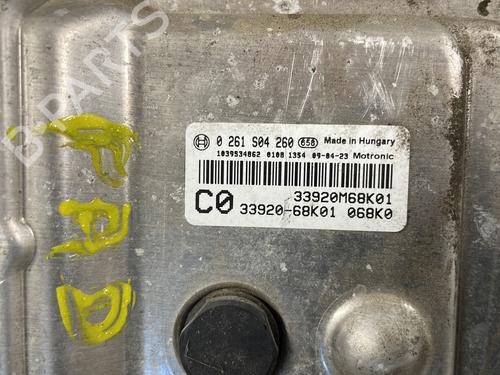 0 261 S04 260 658 Made in Hungary
1039S34862 0108 1354 09-04-23 Motronic
33920M68K01
C0 33920-68K01 068K0
B-PARTS